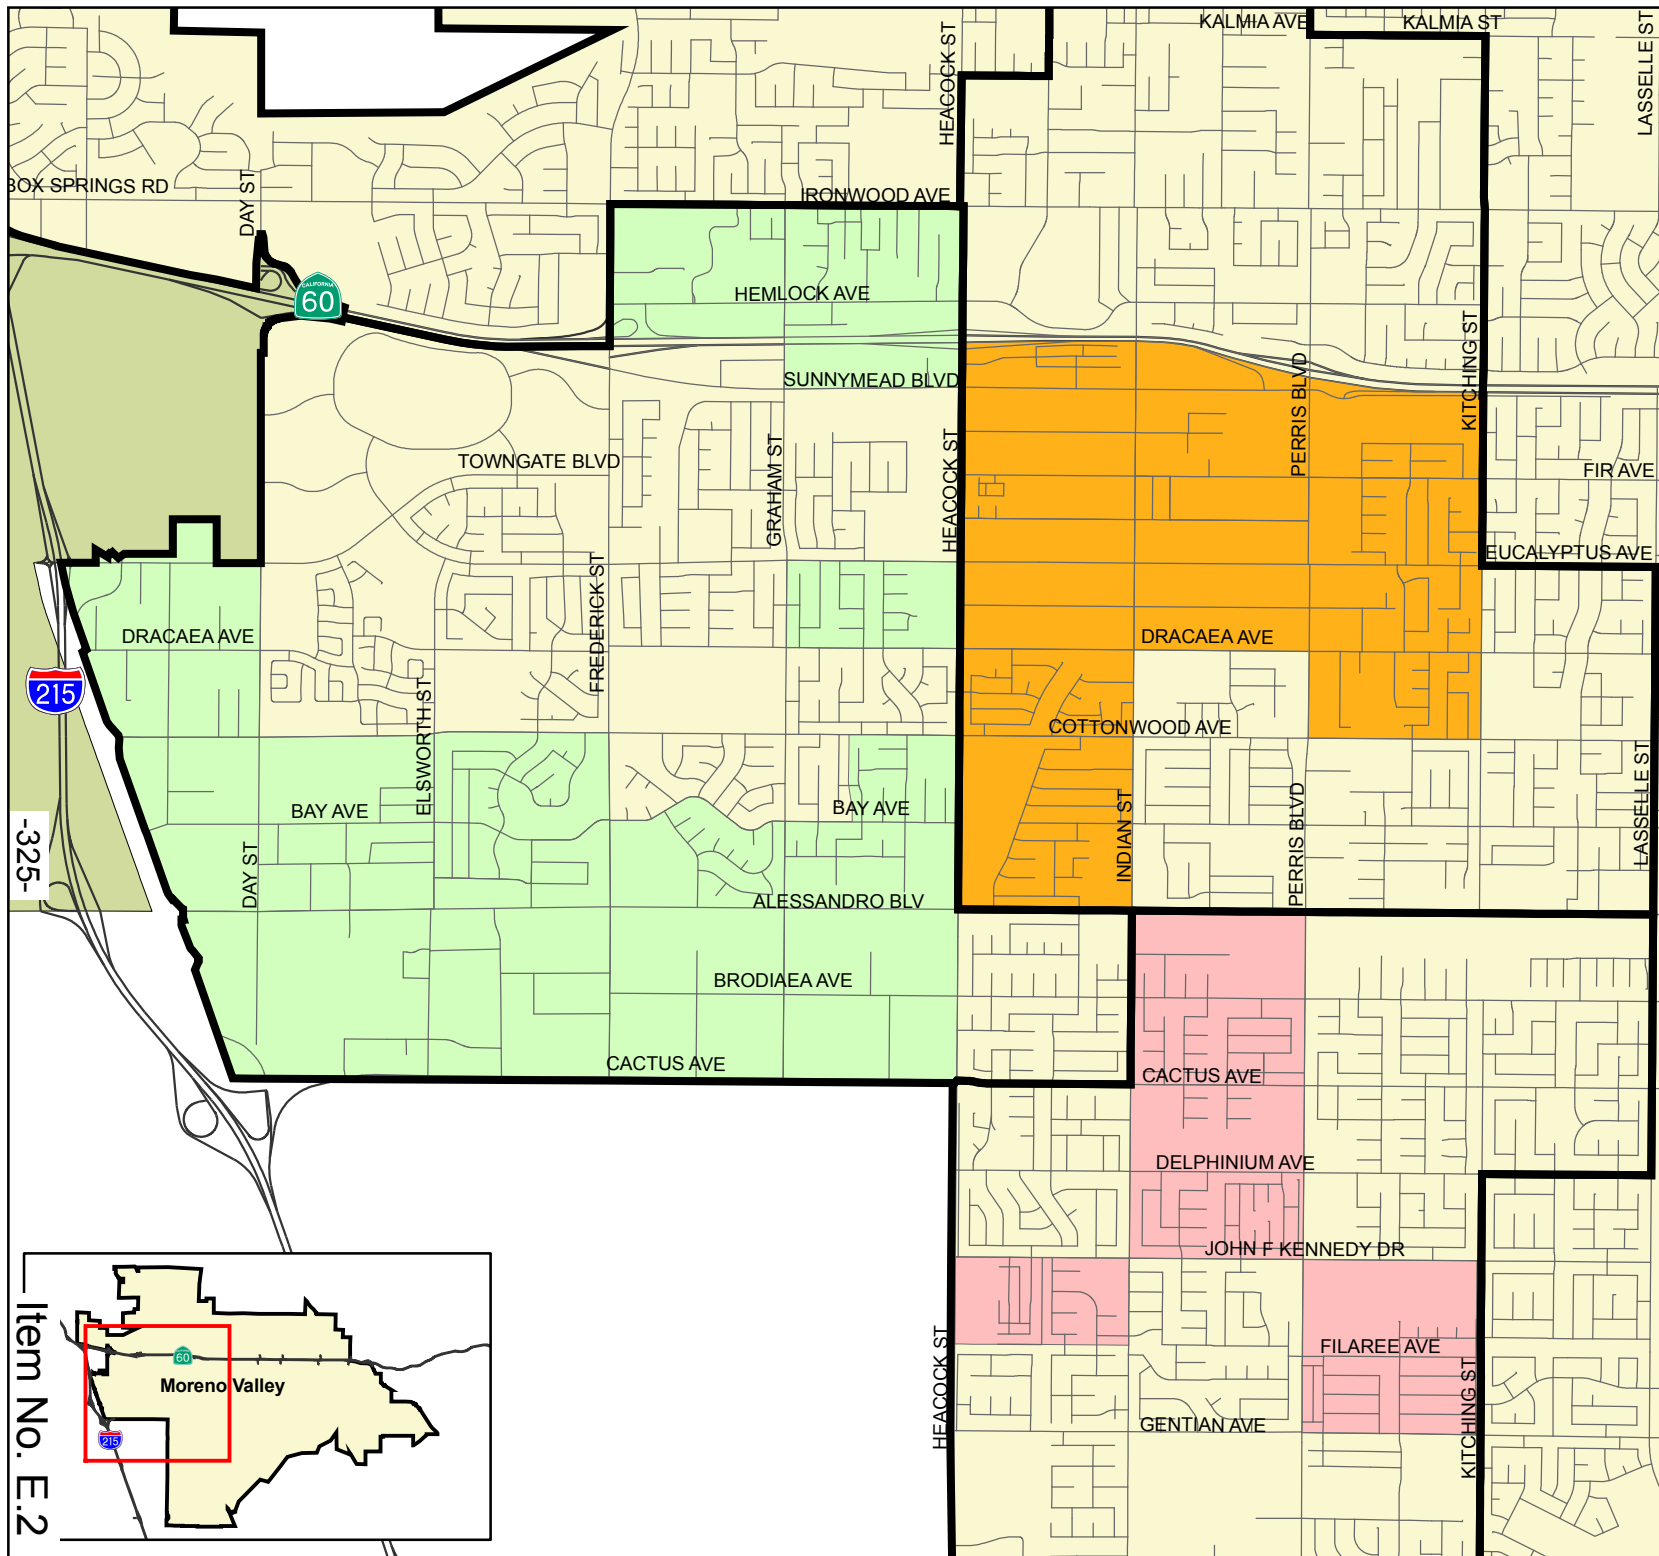 KALMIA AVE
KALMIA ST
LASSELLE ST
HEACOCK ST
BOX SPRINGS RD
DAY ST
IRONWOOD AVE
CALIFORNIA
60
HEMLOCK AVE
SUNNYMEAD BLVD
PERRIS BLVD
KITCHING ST
TOWNGATE BLVD
GRAHAM ST
HEACOCK ST
FIR AVE
EUCALYPTUS AVE
FREDERICK ST
DRACAEA AVE
DRACAEA AVE
215
ELSWORTH ST
COTTONWOOD AVE
BAY AVE
BAY AVE
INDIAN ST
PERRIS BLVD
LASSELLE ST
-325-
DAY ST
ALESSANDRO BLV
BRODIAEA AVE
CACTUS AVE
CACTUS AVE
DELPHINIUM AVE
JOHN F KENNEDY DR
HEACOCK ST
FILAREE AVE
KITCHING ST
GENTIAN AVE
60
Moreno Valley
215
Item No. E.2